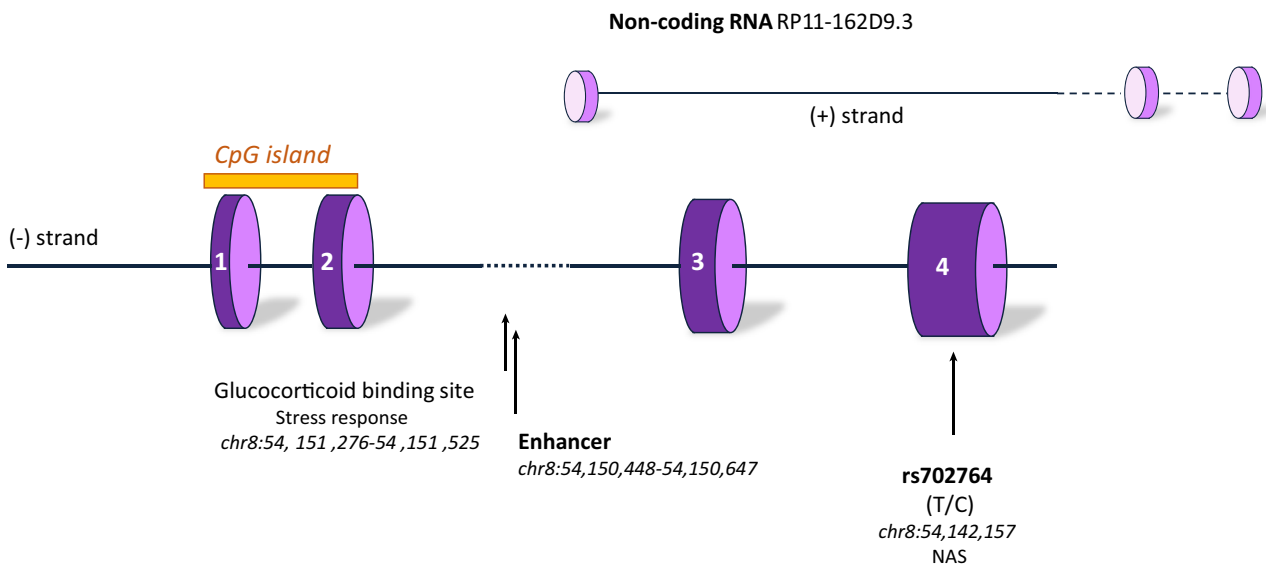 Non-coding RNA RP11-162D9.3
(+) strand
CpG island
(-) strand
1
2
3
4
Glucocorticoid binding site
Stress response
chr8:54, 151 ,276-54 ,151 ,525
Enhancer
chr8:54,150,448-54,150,647
rs702764
(T/C)
chr8:54,142,157
NAS